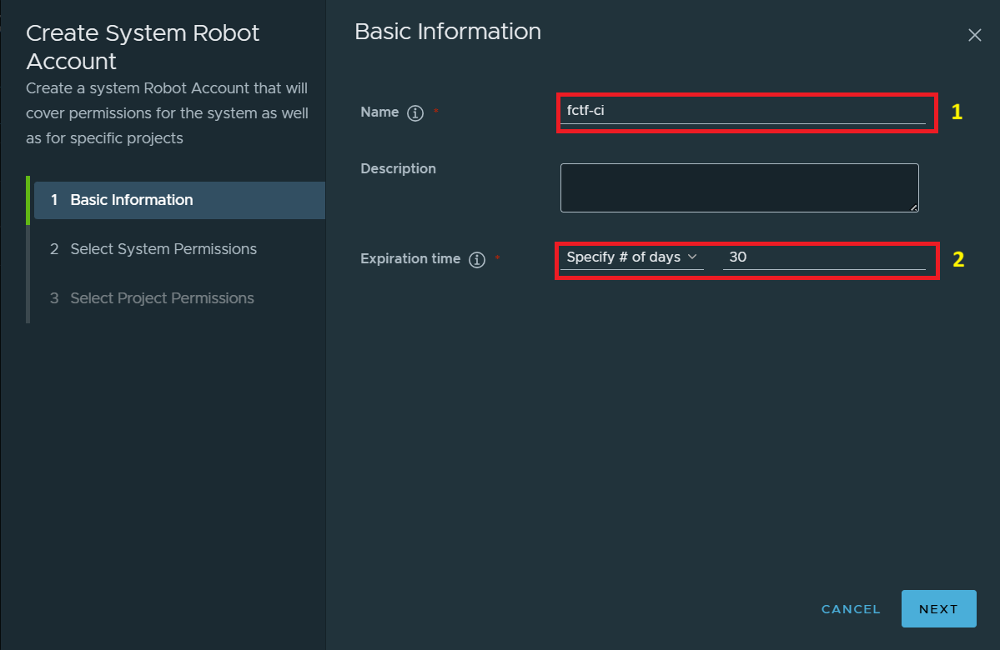 Create System Robot
Account
Create a system Robot Account that will
cover permissions for the system as well
as for specific projects
1 Basic Information
2 Select System Permissions
3 Select Project Permissions
Basic Information
Name *
fctf-ci
1
Description
Expiration time *
Specify # of days
30
2
CANCEL
NEXT